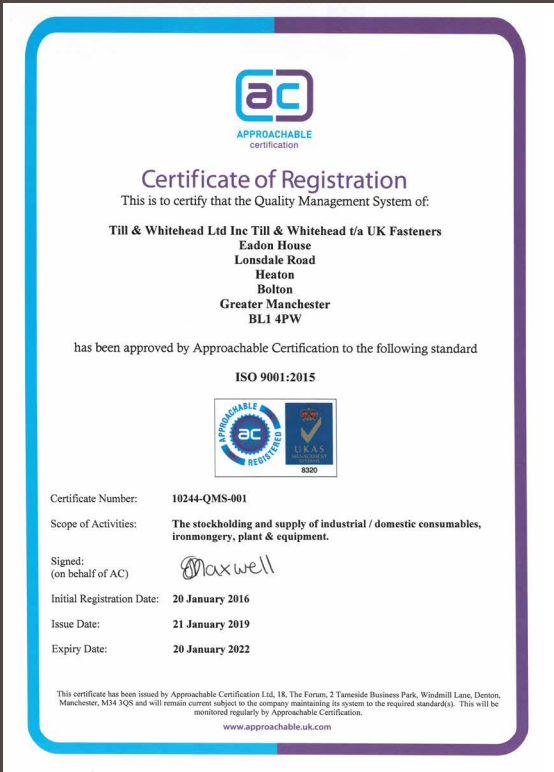 ac
APPROACHABLE
certification
Certificate of Registration
This is to certify that the Quality Management System of:
Till & Whitehead Ltd Inc Till & Whitehead t/a UK Fasteners
Eadon House
Lonsdale Road
Heaton
Bolton
Greater Manchester
BL1 4PW
has been approved by Approachable Certification to the following standard
ISO 9001:2015
APPROACHABLE
ac
REGISTERED
UKAS
MANAGEMENT
SYSTEMS
8320
Certificate Number: 10244-QMS-001
Scope of Activities: The stockholding and supply of industrial / domestic consumables,
ironmongery, plant & equipment.
Signed:
(on behalf of AC)
Maxwell
Initial Registration Date: 20 January 2016
Issue Date: 21 January 2019
Expiry Date: 20 January 2022
This certificate has been issued by Approachable Certification Ltd, 18, The Forum, 2 Tameside Business Park, Windmill Lane, Denton,
Manchester, M34 3QS and will remain current subject to the company maintaining its system to the required standard(s). This will be
monitored regularly by Approachable Certification.
www.approachable.uk.com